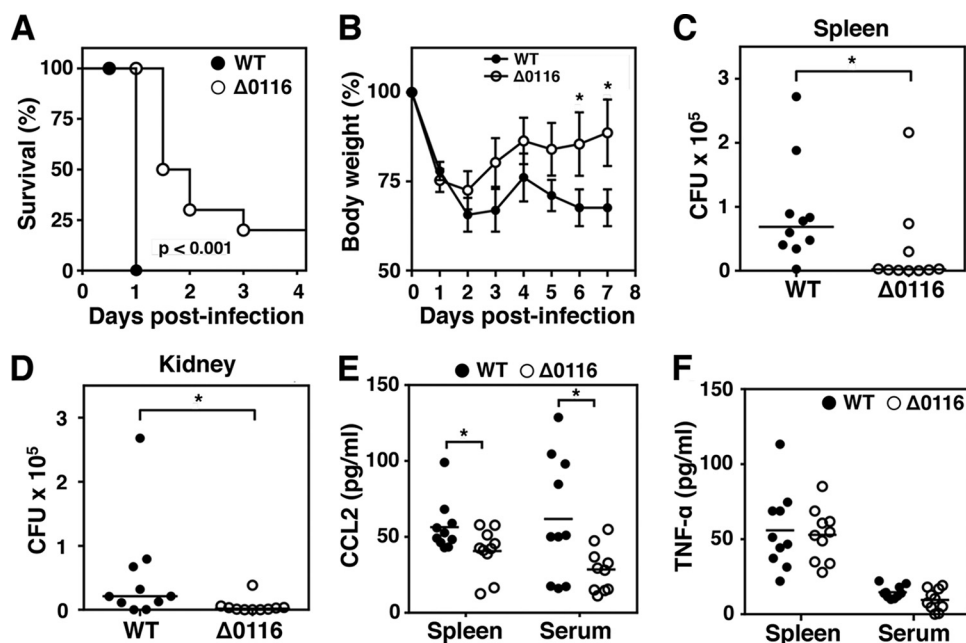 A
WT
Δ0116
Survival (%)
100
75
50
25
0
p < 0.001
0 1 2 3 4
Days post-infection
B
WT
Δ0116
Body weight (%)
100
75
50
* *
0 1 2 3 4 5 6 7 8
Days post-infection
C
Spleen
*
CFU x 10⁵
3
2
1
0
WT Δ0116
D
Kidney
*
CFU x 10⁵
3
2
1
0
WT Δ0116
E
WT Δ0116
CCL2 (pg/ml)
150
100
50
0
* *
Spleen Serum
F
WT Δ0116
TNF-α (pg/ml)
150
100
50
0
Spleen Serum